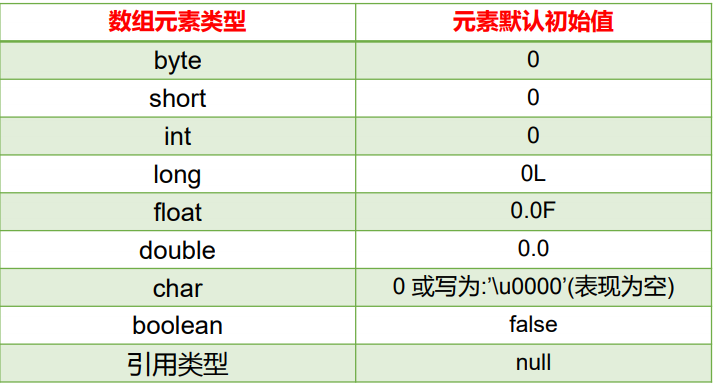 数组元素类型 元素默认初始值
byte 0
short 0
int 0
long 0L
float 0.0F
double 0.0
char 0 或写为:’\u0000’(表现为空)
boolean false
引用类型 null